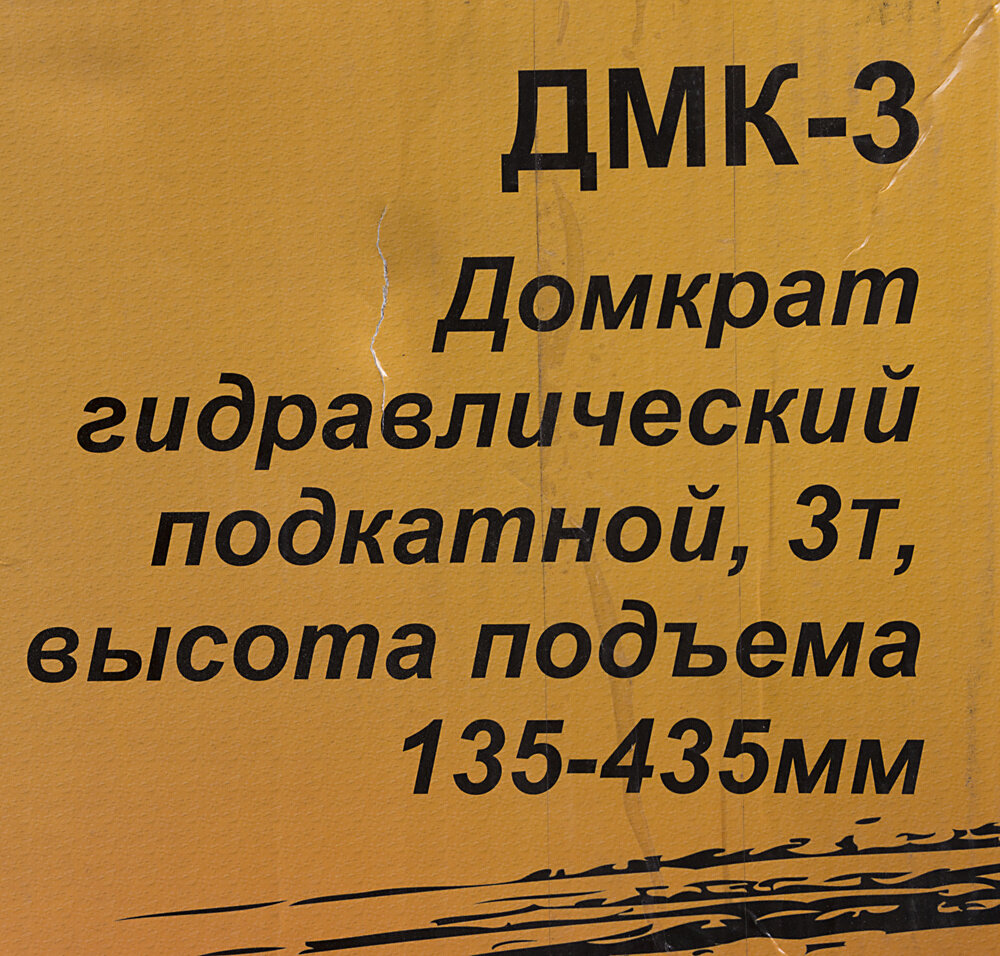 ДМК-3
Домкрат
гидравлический
подкатной, 3т,
высота подъема
135-435мм